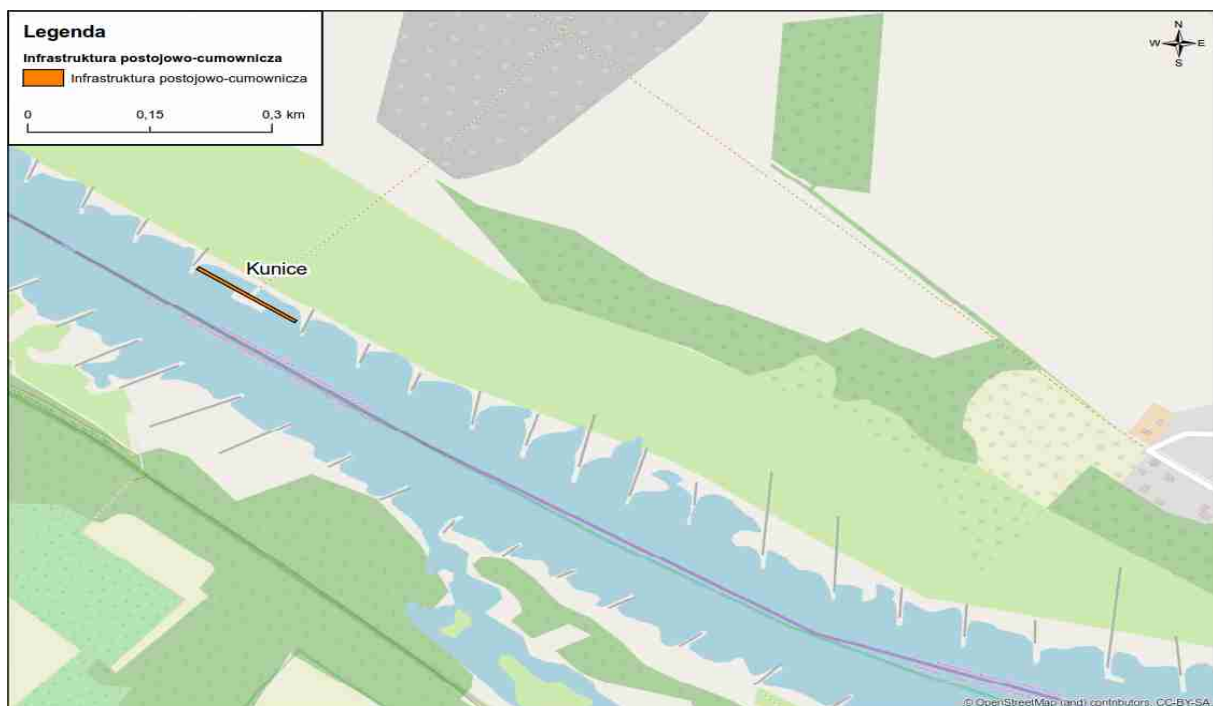 Legenda
Infrastruktura postojowo-cumownicza
Infrastruktura postojowo-cumownicza
0 0,15 0,3 km
N
W E
S
Kunice
© OpenStreetMap (and) contributors, CC-BY-SA